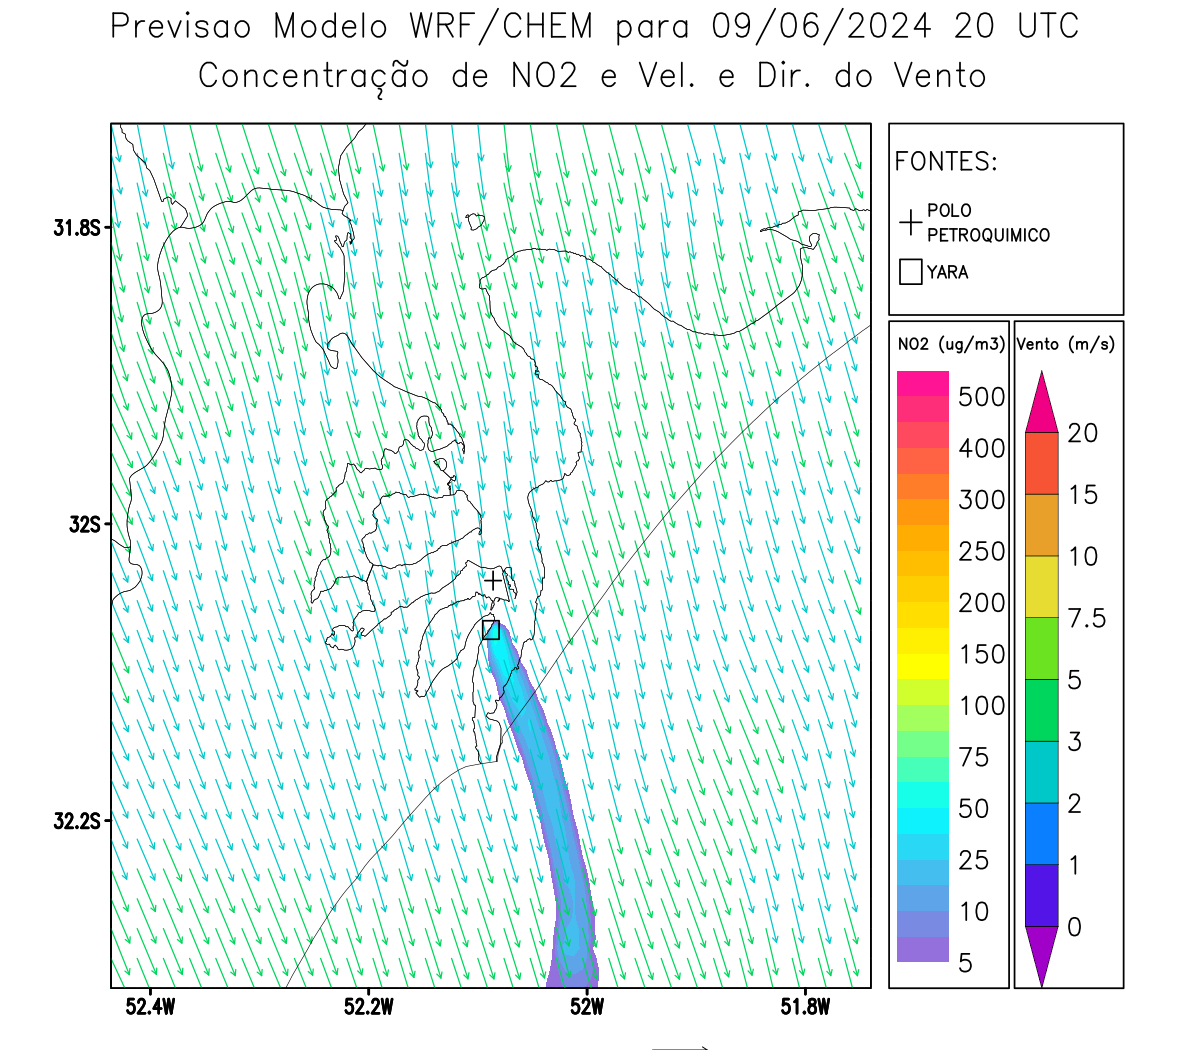 Previsao Modelo WRF/CHEM para 09/06/2024 20 UTC
Concentração de NO2 e Vel. e Dir. do Vento
FONTES:
POLO
PETROQUIMICO
YARA
31.8S
32S
32.2S
52.4W
52.2W
52W
51.8W
NO2 (ug/m3)
500
400
300
250
200
150
100
75
50
25
10
5
Vento (m/s)
20
15
10
7.5
5
3
2
1
0